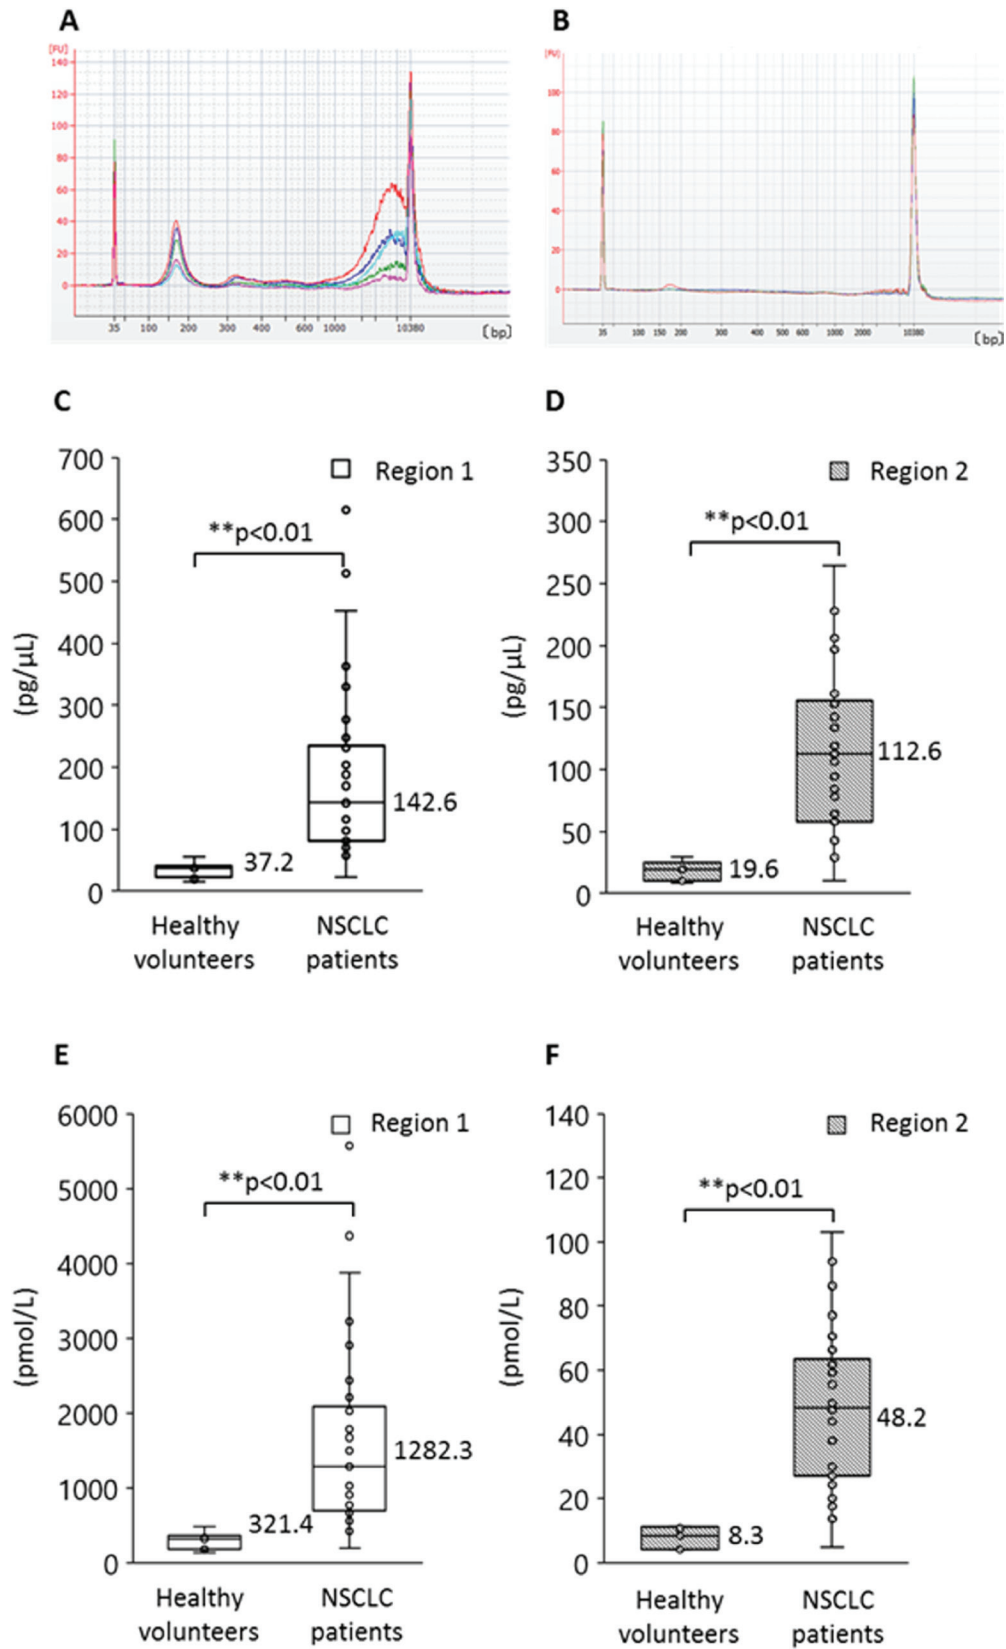 A
[FU]
140
120
100
80
60
40
20
0
35 100 200 300 400 600 1000 10380
[bp]
B
[FU]
100
80
60
40
20
0
35 100 150 200 300 400 500 600 1000 2000 10380
[bp]
C
700
600
500
400
300
200
100
0
(pg/μL)
Region 1
**p<0.01
37.2
142.6
Healthy
volunteers
NSCLC
patients
D
350
300
250
200
150
100
50
0
(pg/μL)
Region 2
**p<0.01
19.6
112.6
Healthy
volunteers
NSCLC
patients
E
6000
5000
4000
3000
2000
1000
0
(pmol/L)
Region 1
**p<0.01
321.4
1282.3
Healthy
volunteers
NSCLC
patients
F
140
120
100
80
60
40
20
0
(pmol/L)
Region 2
**p<0.01
8.3
48.2
Healthy
volunteers
NSCLC
patients